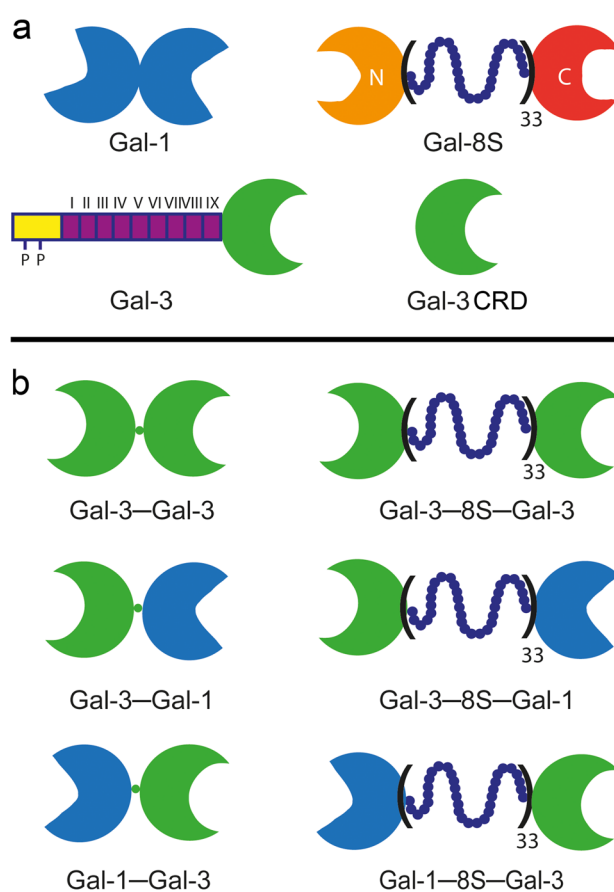 a
N
C
33
Gal-1
Gal-8S
I II III IV V VI VII VIII IX
P P
Gal-3
Gal-3 CRD
b
33
Gal-3—Gal-3
Gal-3—8S—Gal-3
33
Gal-3—Gal-1
Gal-3—8S—Gal-1
33
Gal-1—Gal-3
Gal-1—8S—Gal-3